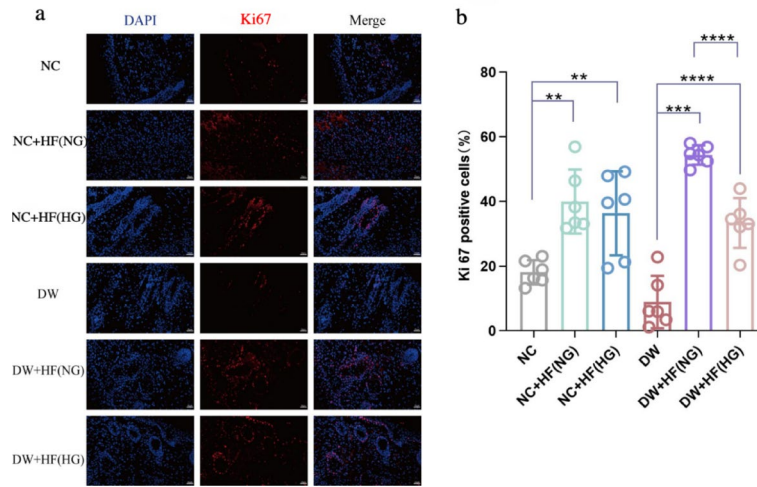 a
DAPI Ki67 Merge
NC
NC+HF(NG)
NC+HF(HG)
DW
DW+HF(NG)
DW+HF(HG)
b
Ki 67 positive cells (%)
80
60
40
20
0
**
**
***
****
****
NC
NC+HF(NG)
NC+HF(HG)
DW
DW+HF(NG)
DW+HF(HG)